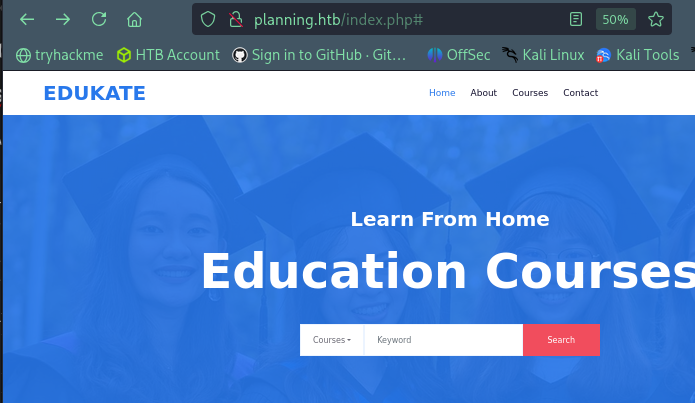 planning.htb/index.php#
50%
tryhackme
HTB Account
Sign in to GitHub · Git…
OffSec
Kali Linux
Kali Tools
EDUKATE
Home
About
Courses
Contact
Learn From Home
Education Courses
Courses
Keyword
Search